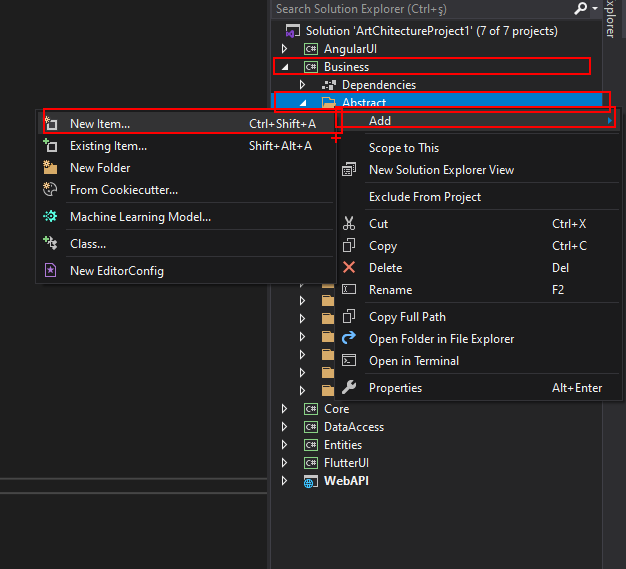 Search Solution Explorer (Ctrl+ş)
Explorer
Solution 'ArtChitectureProject1' (7 of 7 projects)
AngularUI
C# Business
Dependencies
Abstract
New Item... Ctrl+Shift+A
Existing Item... Shift+Alt+A
New Folder
From Cookiecutter...
Machine Learning Model...
Class...
New EditorConfig
Add
Scope to This
New Solution Explorer View
Exclude From Project
Cut Ctrl+X
Copy Ctrl+C
Delete Del
Rename F2
Copy Full Path
Open Folder in File Explorer
Open in Terminal
Properties Alt+Enter
C# Core
C# DataAccess
C# Entities
C# FlutterUI
WebAPI